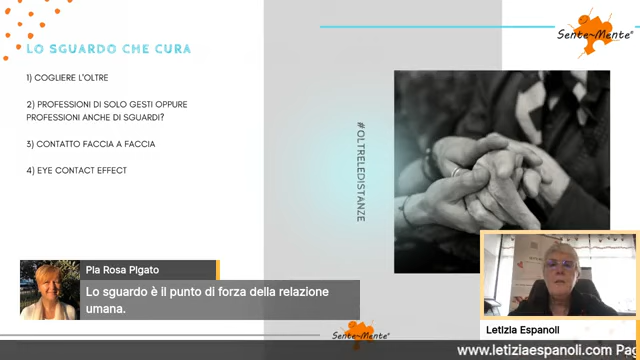 Sente-Mente®
LO SGUARDO CHE CURA
1) COGLIERE L'OLTRE
2) PROFESSIONI DI SOLO GESTI OPPURE
PROFESSIONI ANCHE DI SGUARDI?
3) CONTATTO FACCIA A FACCIA
4) EYE CONTACT EFFECT
#OLTRELEDISTANZE
Pia Rosa Pigato
Lo sguardo è il punto di forza della relazione
umana.
Letizia Espanoli
Sente-Mente®
www.letiziaespanoli.com Pag